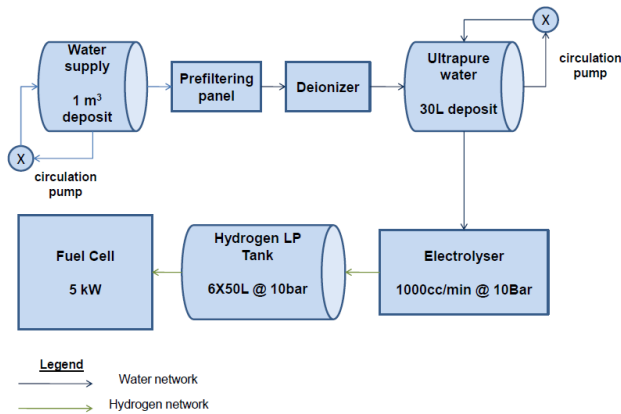 Water
supply
1 m³
deposit
X
circulation
pump
Prefiltering
panel
Deionizer
Ultrapure
water
30L deposit
X
circulation
pump
Fuel Cell
5 kW
Hydrogen LP
Tank
6X50L @ 10bar
Electrolyser
1000cc/min @ 10Bar
Legend
Water network
Hydrogen network